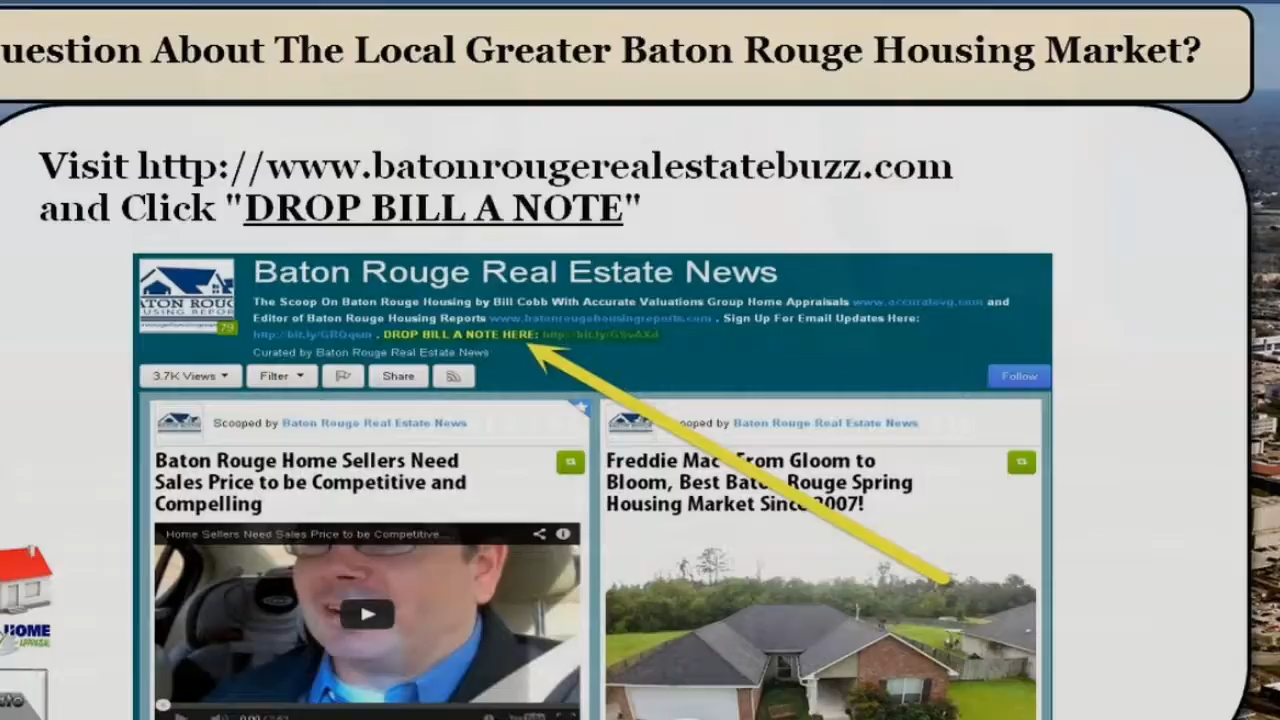 uestion About The Local Greater Baton Rouge Housing Market?
Visit http://www.batonrougerealestatebuzz.com
and Click "DROP BILL A NOTE"
Baton Rouge Real Estate News
The Scoop On Baton Rouge Housing by Bill Cobb With Accurate Valuations Group Home Appraisals www.accuratevg.com and
Editor of Baton Rouge Housing Reports www.batonrougehousingreports.com . Sign Up For Email Updates Here:
. DROP BILL A NOTE HERE:
Curated by Baton Rouge Real Estate News
79
3.7K Views Filter Share
Follow
Scooped by Baton Rouge Real Estate News
Baton Rouge Home Sellers Need
Sales Price to be Competitive and
Compelling
Home Sellers Need Sales Price to be Competitive...
ooped by Baton Rouge Real Estate News
Freddie Mac From Gloom to
Bloom, Best Baton Rouge Spring
Housing Market Since 2007!
HOME